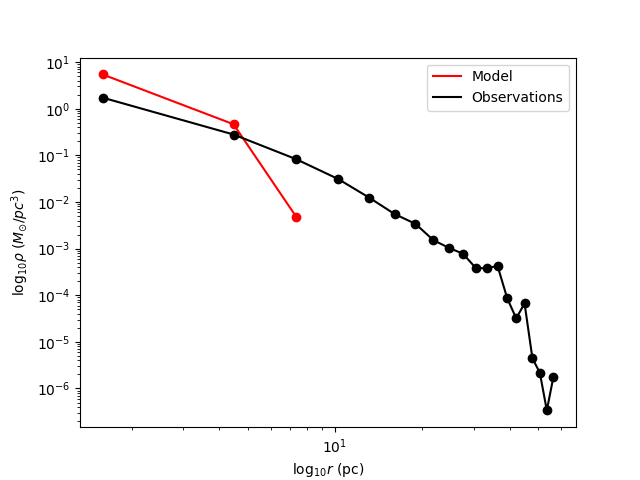 Model
Observations
10¹
10⁰
10⁻¹
10⁻²
10⁻³
10⁻⁴
10⁻⁵
10⁻⁶
log₁₀ρ (M☉/pc³)
10¹
log₁₀r (pc)